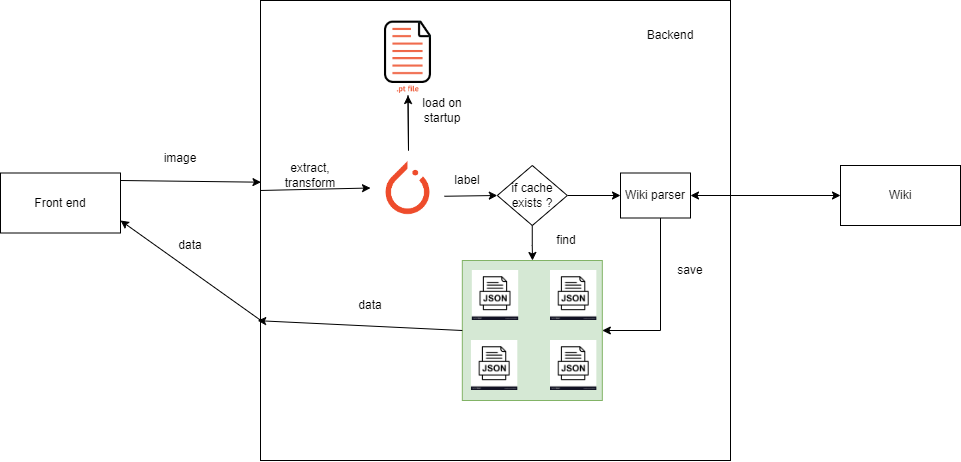 Backend
.pt file
load on
startup
image
extract,
transform
label
if cache
exists ?
Wiki parser
Wiki
Front end
find
data
save
data
JSON
JSON
JSON
JSON